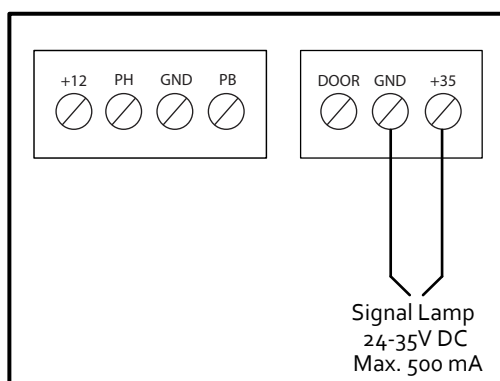 +12 PH GND PB DOOR GND +35
Signal Lamp
24-35V DC
Max. 500 mA